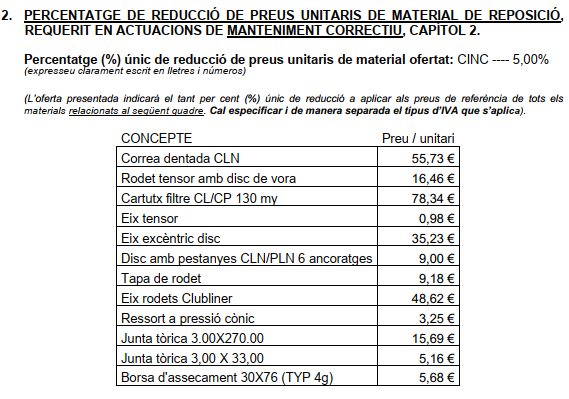 2. PERCENTATGE DE REDUCCIÓ DE PREUS UNITARIS DE MATERIAL DE REPOSICIÓ,
REQUERIT EN ACTUACIONS DE MANTENIMENT CORRECTIU, CAPÍTOL 2.
Percentatge (%) únic de reducció de preus unitaris de material ofertat: CINC ---- 5,00%
(expresseu clarament escrit en lletres i números)
(L'oferta presentada indicarà el tant per cent (%) únic de reducció a aplicar als preus de referència de tots els
materials relacionats al següent quadre. Cal especificar i de manera separada el tipus d'IVA que s'aplica).
CONCEPTE Preu / unitari
Correa dentada CLN 55,73 €
Rodet tensor amb disc de vora 16,46 €
Cartutx filtre CL/CP 130 my 78,34 €
Eix tensor 0,98 €
Eix excèntric disc 35,23 €
Disc amb pestanyes CLN/PLN 6 ancoratges 9,00 €
Tapa de rodet 9,18 €
Eix rodets Clubliner 48,62 €
Ressort a pressió cònic 3,25 €
Junta tòrica 3.00X270.00 15,69 €
Junta tòrica 3,00 X 33,00 5,16 €
Borsa d'assecament 30X76 (TYP 4g) 5,68 €